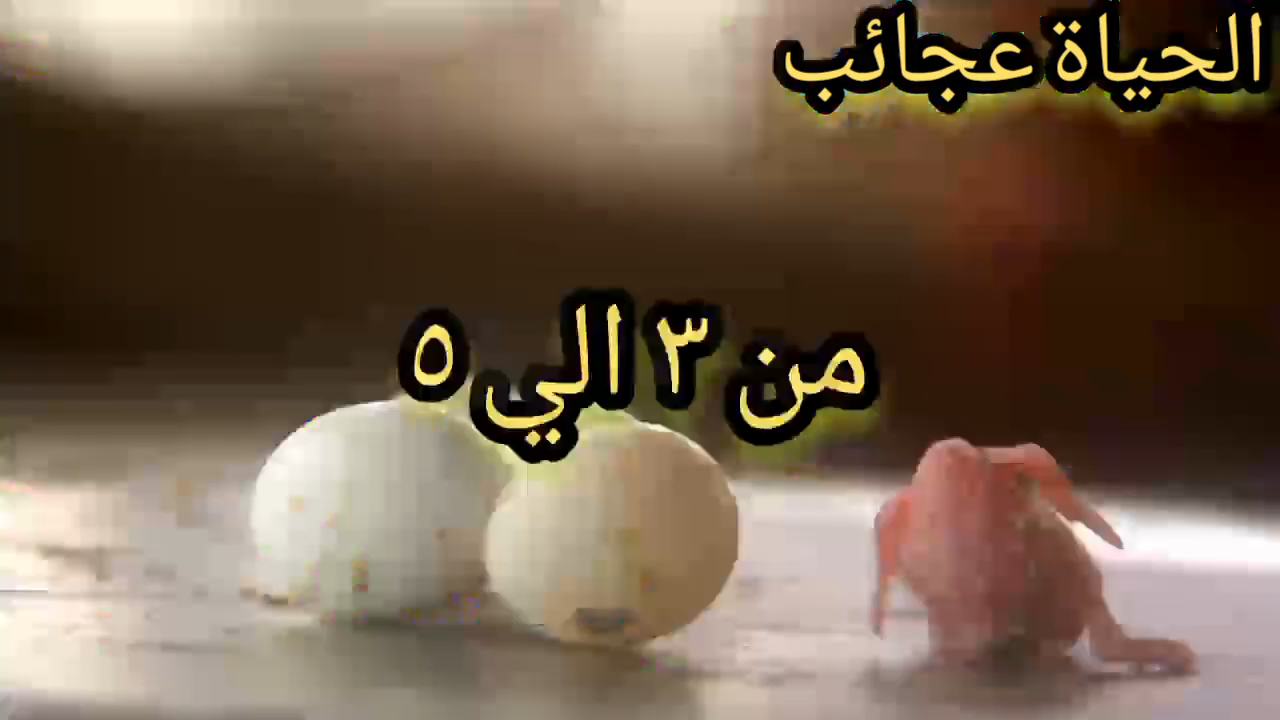 الحياة عجائب
من ٣ الي ٥